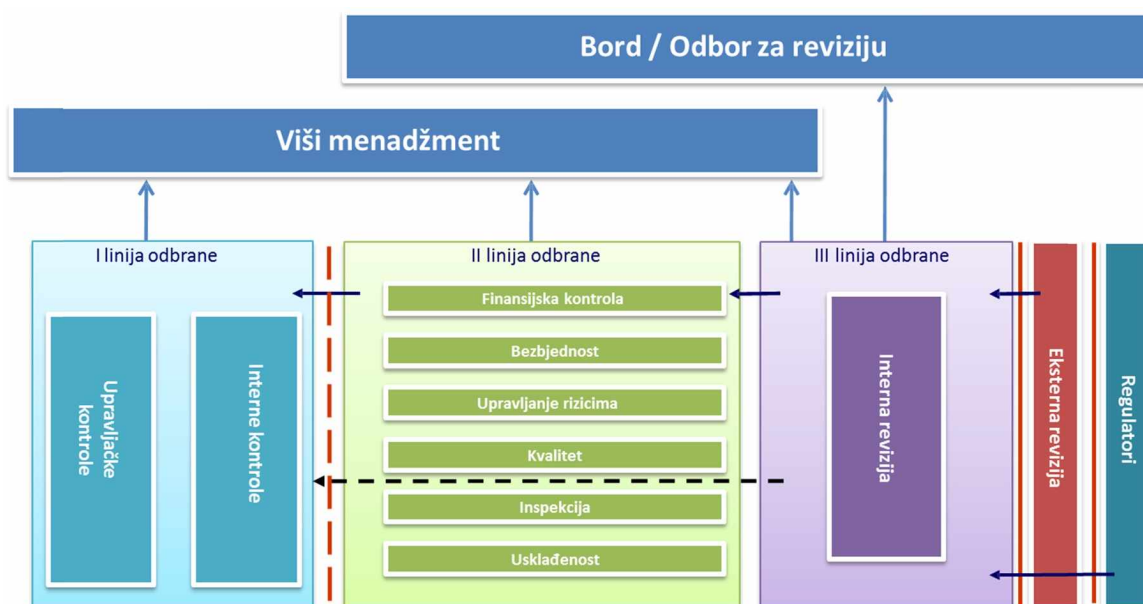 Bord / Odbor za reviziju
Viši menadžment
I linija odbrane
Upravljačke
kontrole
Interne kontrole
II linija odbrane
Finansijska kontrola
Bezbjednost
Upravljanje rizicima
Kvalitet
Inspekcija
Usklađenost
III linija odbrane
Interna revizija
Eksterna revizija
Regulatori